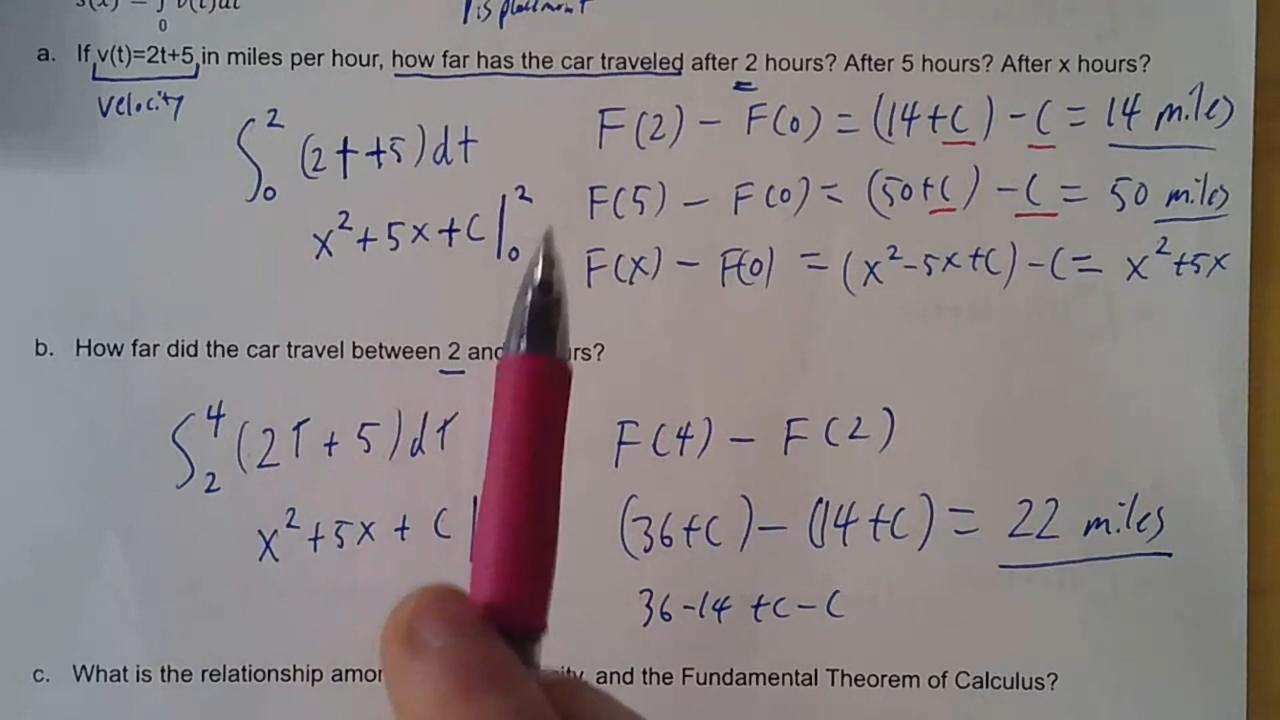 s(x) = ∫ v(t)dt
0
Displacement
a. If v(t)=2t+5, in miles per hour, how far has the car traveled after 2 hours? After 5 hours? After x hours?
velocity
∫₀² (2t+5)dt
x²+5x+C|₀²
F(2) - F(0) = (14+C) - C = 14 miles
F(5) - F(0) = (50+C) - C = 50 miles
F(x) - F(0) = (x²-5x+C) - C = x²+5x
b. How far did the car travel between 2 and rs?
∫₂⁴ (2t+5)dt
x²+5x + C|
F(4) - F(2)
(36+C) - (14+C) = 22 miles
36-14 +C-C
c. What is the relationship and the Fundamental Theorem of Calculus?